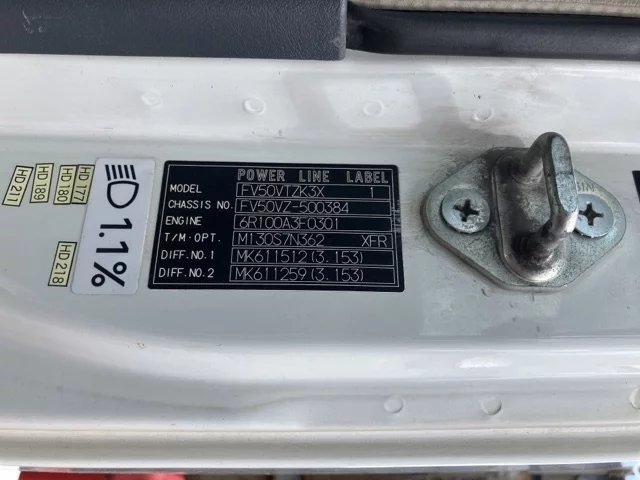 POWER LINE LABEL
MODEL FV50VTZK3X 1
CHASSIS NO. FV50VZ-500384
ENGINE 6R100A3F0301
T/M·OPT. M130S7N362 XFR
DIFF.NO.1 MK611512(3.153)
DIFF.NO.2 MK611259(3.153)
1.1%
HD 177
HD 180
HD 189
HD 211
HD 218